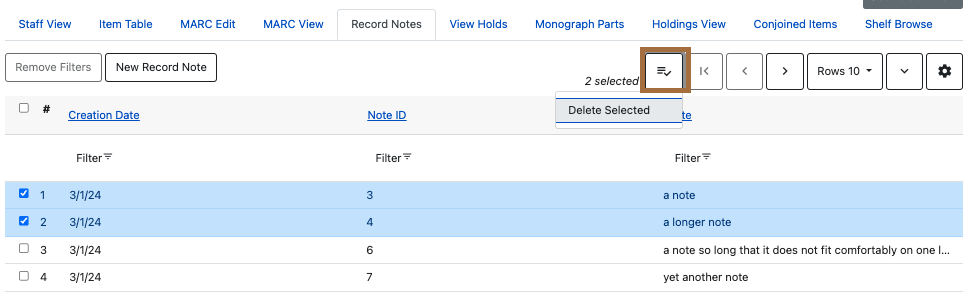 Staff View Item Table MARC Edit MARC View Record Notes View Holds Monograph Parts Holdings View Conjoined Items Shelf Browse
Remove Filters New Record Note 2 selected Rows 10
Delete Selected
# Creation Date Note ID te
Filter Filter Filter
1 3/1/24 3 a note
2 3/1/24 4 a longer note
3 3/1/24 6 a note so long that it does not fit comfortably on one l...
4 3/1/24 7 yet another note